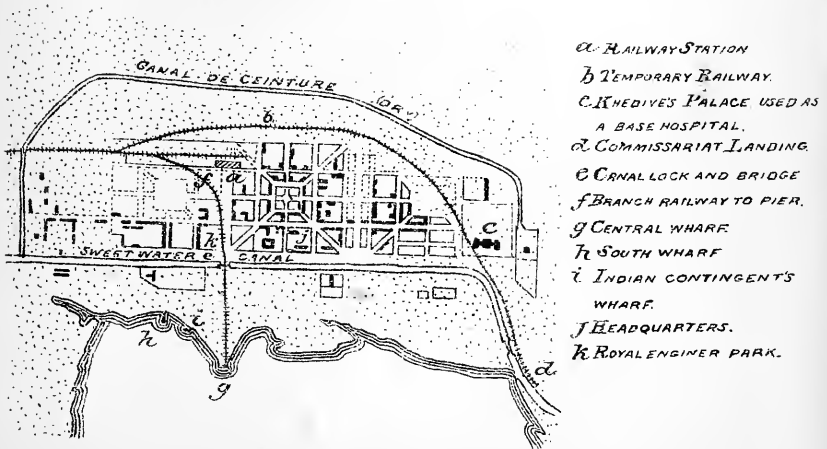 CANAL DE CEINTURE
(DRY)
b
f
a
k
J
c
SWEET WATER e CANAL
h
i
g
d
a RAILWAY STATION
b TEMPORARY RAILWAY.
c KHEDIVE'S PALACE USED AS
A BASE HOSPITAL.
d COMMISSARIAT LANDING.
e CANAL LOCK AND BRIDGE
f BRANCH RAILWAY TO PIER.
g CENTRAL WHARF
h SOUTH WHARF
i INDIAN CONTINGENT'S
WHARF.
J HEADQUARTERS.
k ROYAL ENGINER PARK.